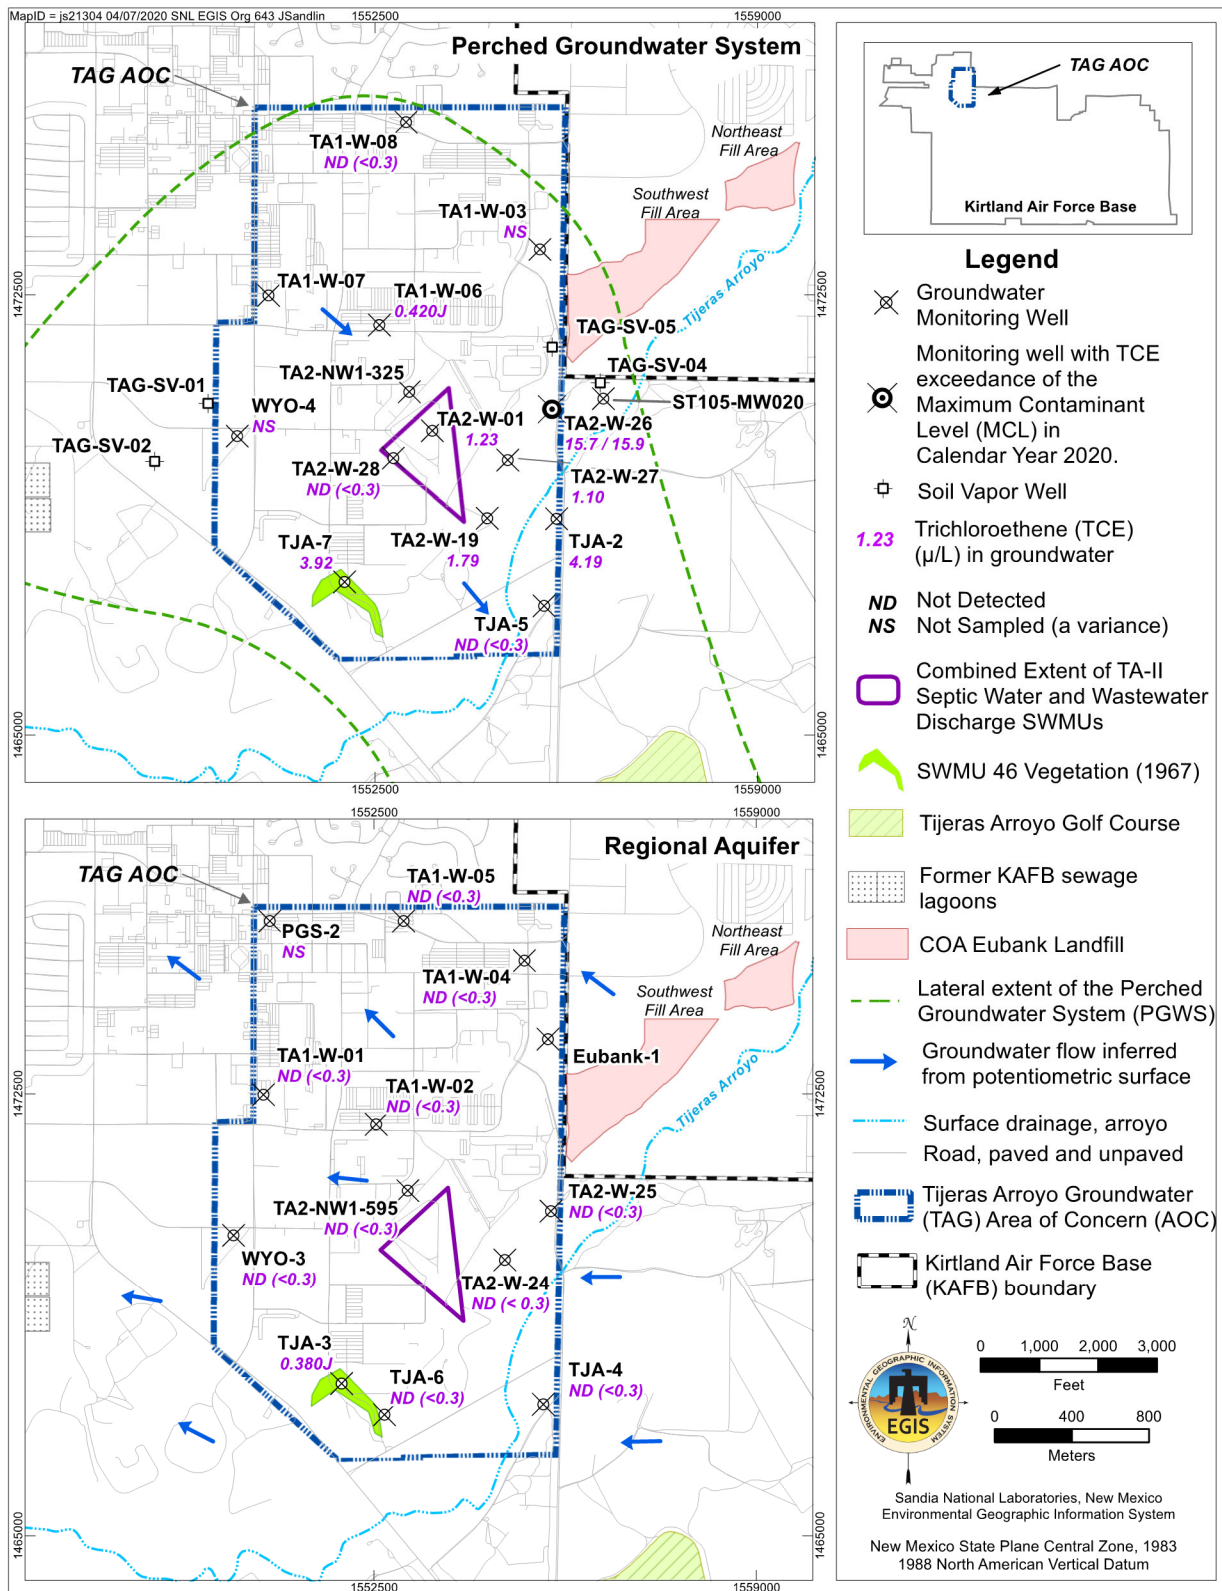 MapID = js21304 04/07/2020 SNL EGIS Org 643 JSandlin
1552500
1559000
Perched Groundwater System
TAG AOC
Northeast
Fill Area
TA1-W-08
ND (<0.3)
Southwest
Fill Area
TA1-W-03
NS
Tijeras Arroyo
1472500
1472500
TA1-W-07
TA1-W-06
0.420J
TAG-SV-05
TAG-SV-04
TA2-NW1-325
TAG-SV-01
WYO-4
NS
ST105-MW020
TA2-W-01
1.23
TA2-W-26
15.7 / 15.9
TAG-SV-02
TA2-W-28
ND (<0.3)
TA2-W-27
1.10
TJA-7
3.92
TA2-W-19
1.79
TJA-2
4.19
TJA-5
ND (<0.3)
1465000
1465000
1552500
1559000
1552500
1559000
Regional Aquifer
TAG AOC
TA1-W-05
ND (<0.3)
PGS-2
NS
Northeast
Fill Area
TA1-W-04
ND (<0.3)
Southwest
Fill Area
Eubank-1
TA1-W-01
ND (<0.3)
TA1-W-02
ND (<0.3)
Tijeras Arroyo
1472500
1472500
TA2-W-25
ND (<0.3)
TA2-NW1-595
ND (<0.3)
WYO-3
ND (<0.3)
TA2-W-24
ND (< 0.3)
TJA-3
0.380J
TJA-6
ND (<0.3)
TJA-4
ND (<0.3)
1465000
1465000
1552500
1559000
TAG AOC
Kirtland Air Force Base
Legend
Groundwater
Monitoring Well
Monitoring well with TCE
exceedance of the
Maximum Contaminant
Level (MCL) in
Calendar Year 2020.
Soil Vapor Well
1.23 Trichloroethene (TCE)
(µ/L) in groundwater
ND Not Detected
NS Not Sampled (a variance)
Combined Extent of TA-II
Septic Water and Wastewater
Discharge SWMUs
SWMU 46 Vegetation (1967)
Tijeras Arroyo Golf Course
Former KAFB sewage
lagoons
COA Eubank Landfill
Lateral extent of the Perched
Groundwater System (PGWS)
Groundwater flow inferred
from potentiometric surface
Surface drainage, arroyo
Road, paved and unpaved
Tijeras Arroyo Groundwater
(TAG) Area of Concern (AOC)
Kirtland Air Force Base
(KAFB) boundary
N
ENVIRONMENTAL GEOGRAPHIC INFORMATION SYSTEM
EGIS
0 1,000 2,000 3,000
Feet
0 400 800
Meters
Sandia National Laboratories, New Mexico
Environmental Geographic Information System
New Mexico State Plane Central Zone, 1983
1988 North American Vertical Datum